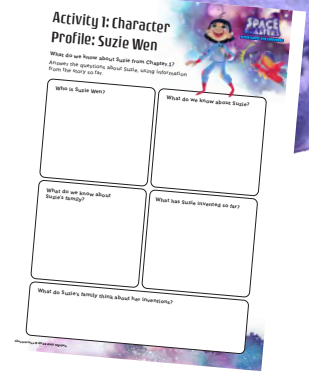 Activity 1: Character
Profile: Suzie Wen
SPACE
MASTERS
What do we know about Suzie from Chapter 1?
Answer the questions about Suzie, using information
from the story so far.
Who is Suzie Wen?
What do we know about Suzie?
What do we know about
Suzie's family?
What has Suzie invented so far?
What do Suzie's family think about her inventions?